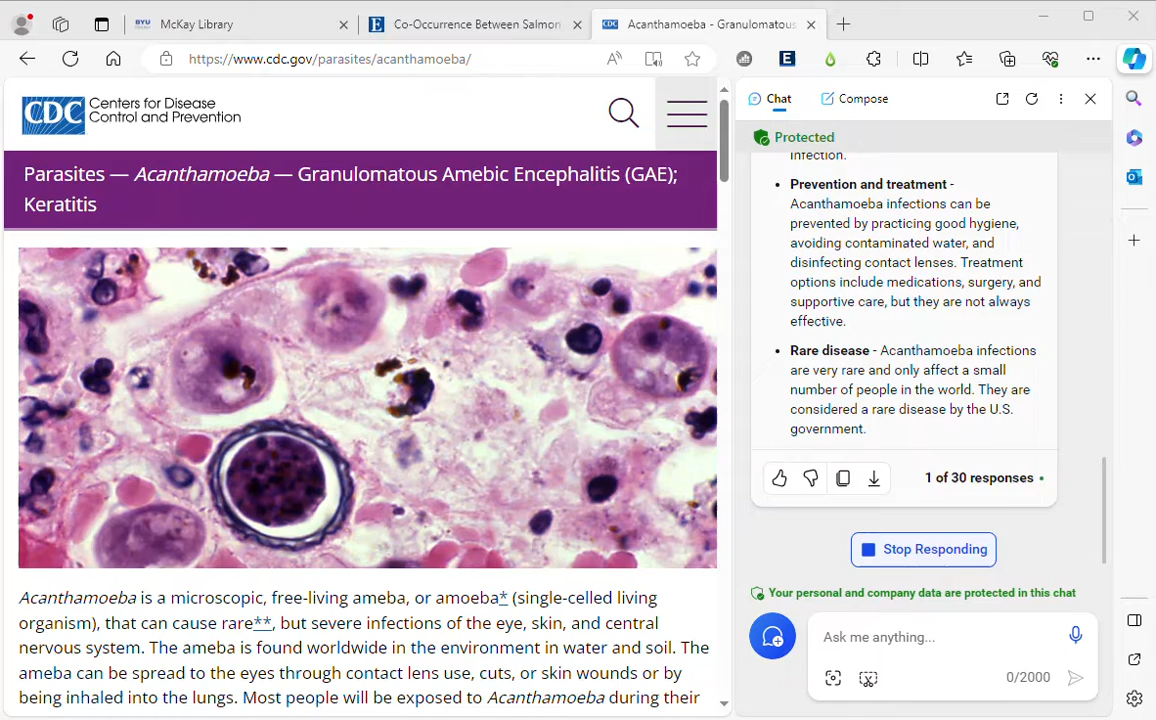 BYU
McKay Library
Co-Occurrence Between Salmon
CDC
Acanthamoeba - Granulomatous
https://www.cdc.gov/parasites/acanthamoeba/
CDC
Centers for Disease
Control and Prevention
Parasites — Acanthamoeba — Granulomatous Amebic Encephalitis (GAE);
Keratitis
Acanthamoeba is a microscopic, free-living ameba, or amoeba* (single-celled living
organism), that can cause rare**, but severe infections of the eye, skin, and central
nervous system. The ameba is found worldwide in the environment in water and soil. The
ameba can be spread to the eyes through contact lens use, cuts, or skin wounds or by
being inhaled into the lungs. Most people will be exposed to Acanthamoeba during their
Chat
Compose
Protected
infection.
• Prevention and treatment -
Acanthamoeba infections can be
prevented by practicing good hygiene,
avoiding contaminated water, and
disinfecting contact lenses. Treatment
options include medications, surgery, and
supportive care, but they are not always
effective.
• Rare disease - Acanthamoeba infections
are very rare and only affect a small
number of people in the world. They are
considered a rare disease by the U.S.
government.
1 of 30 responses
Stop Responding
Your personal and company data are protected in this chat
Ask me anything...
0/2000